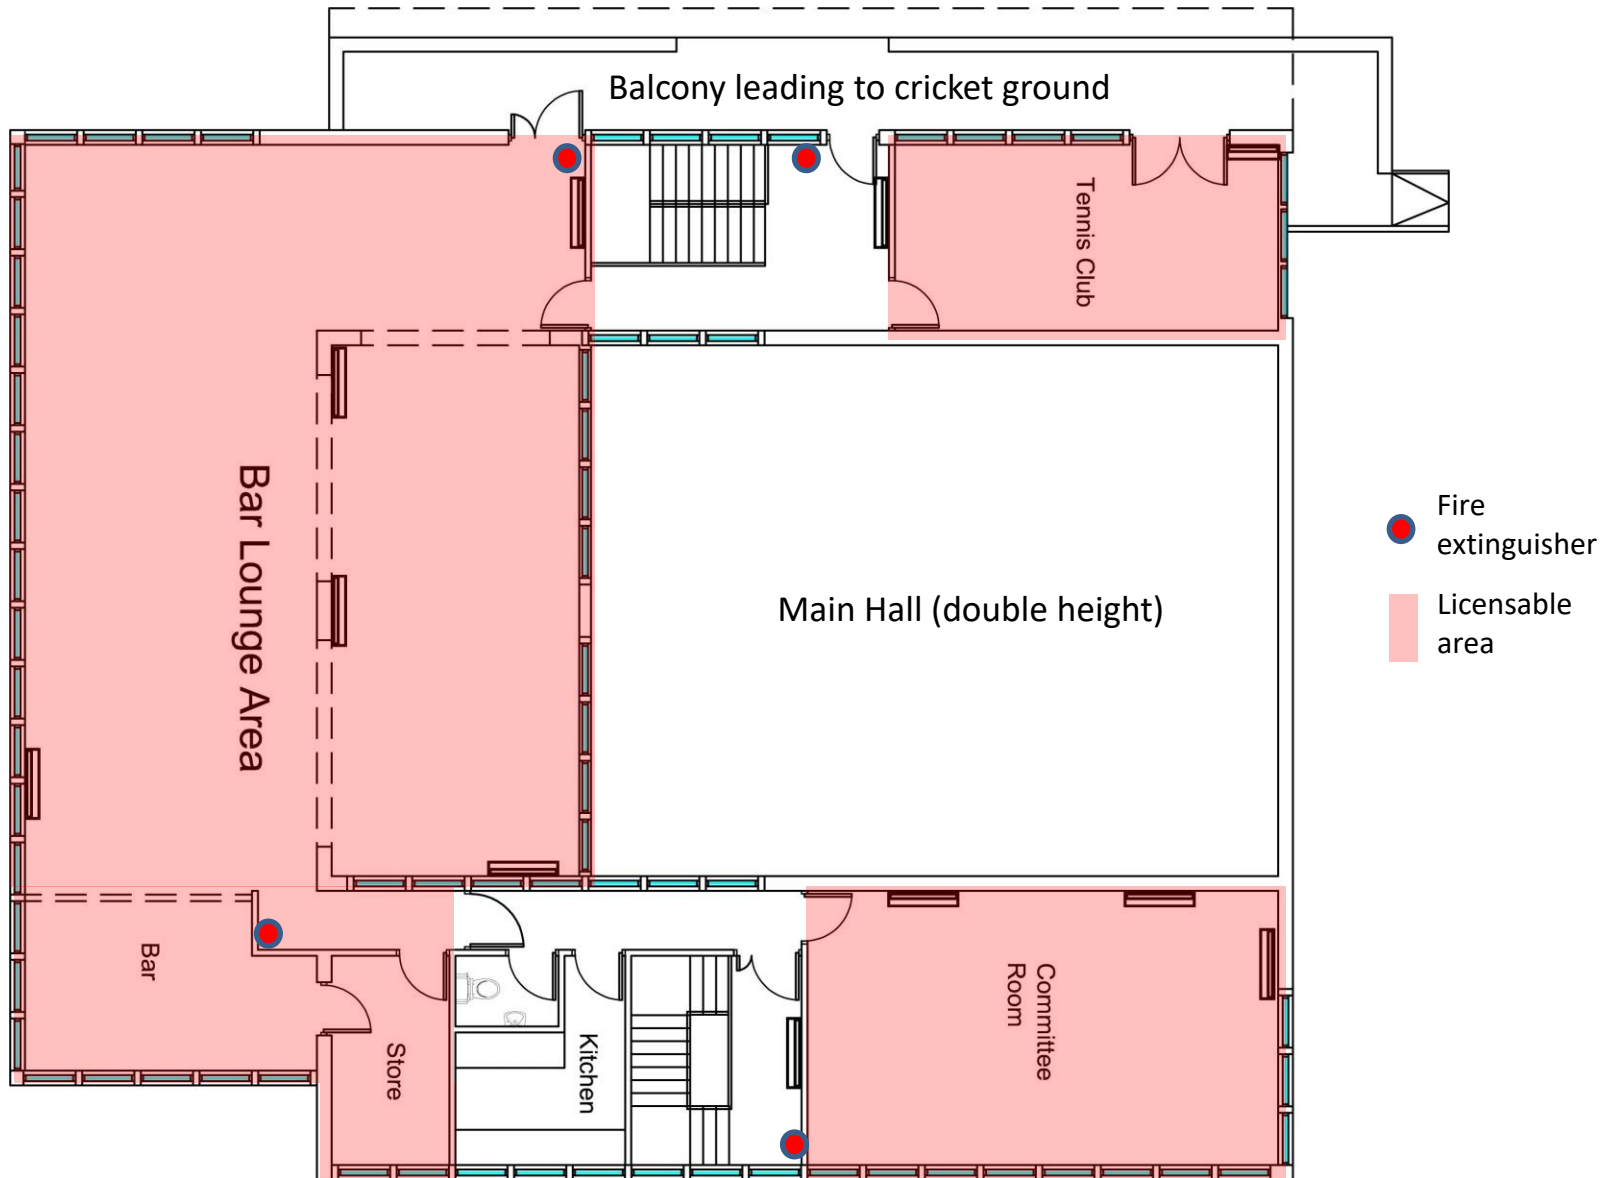 Balcony leading to cricket ground
Tennis Club
Bar Lounge Area
Main Hall (double height)
Fire
extinguisher
Licensable
area
Bar
Store
Kitchen
Committee
Room